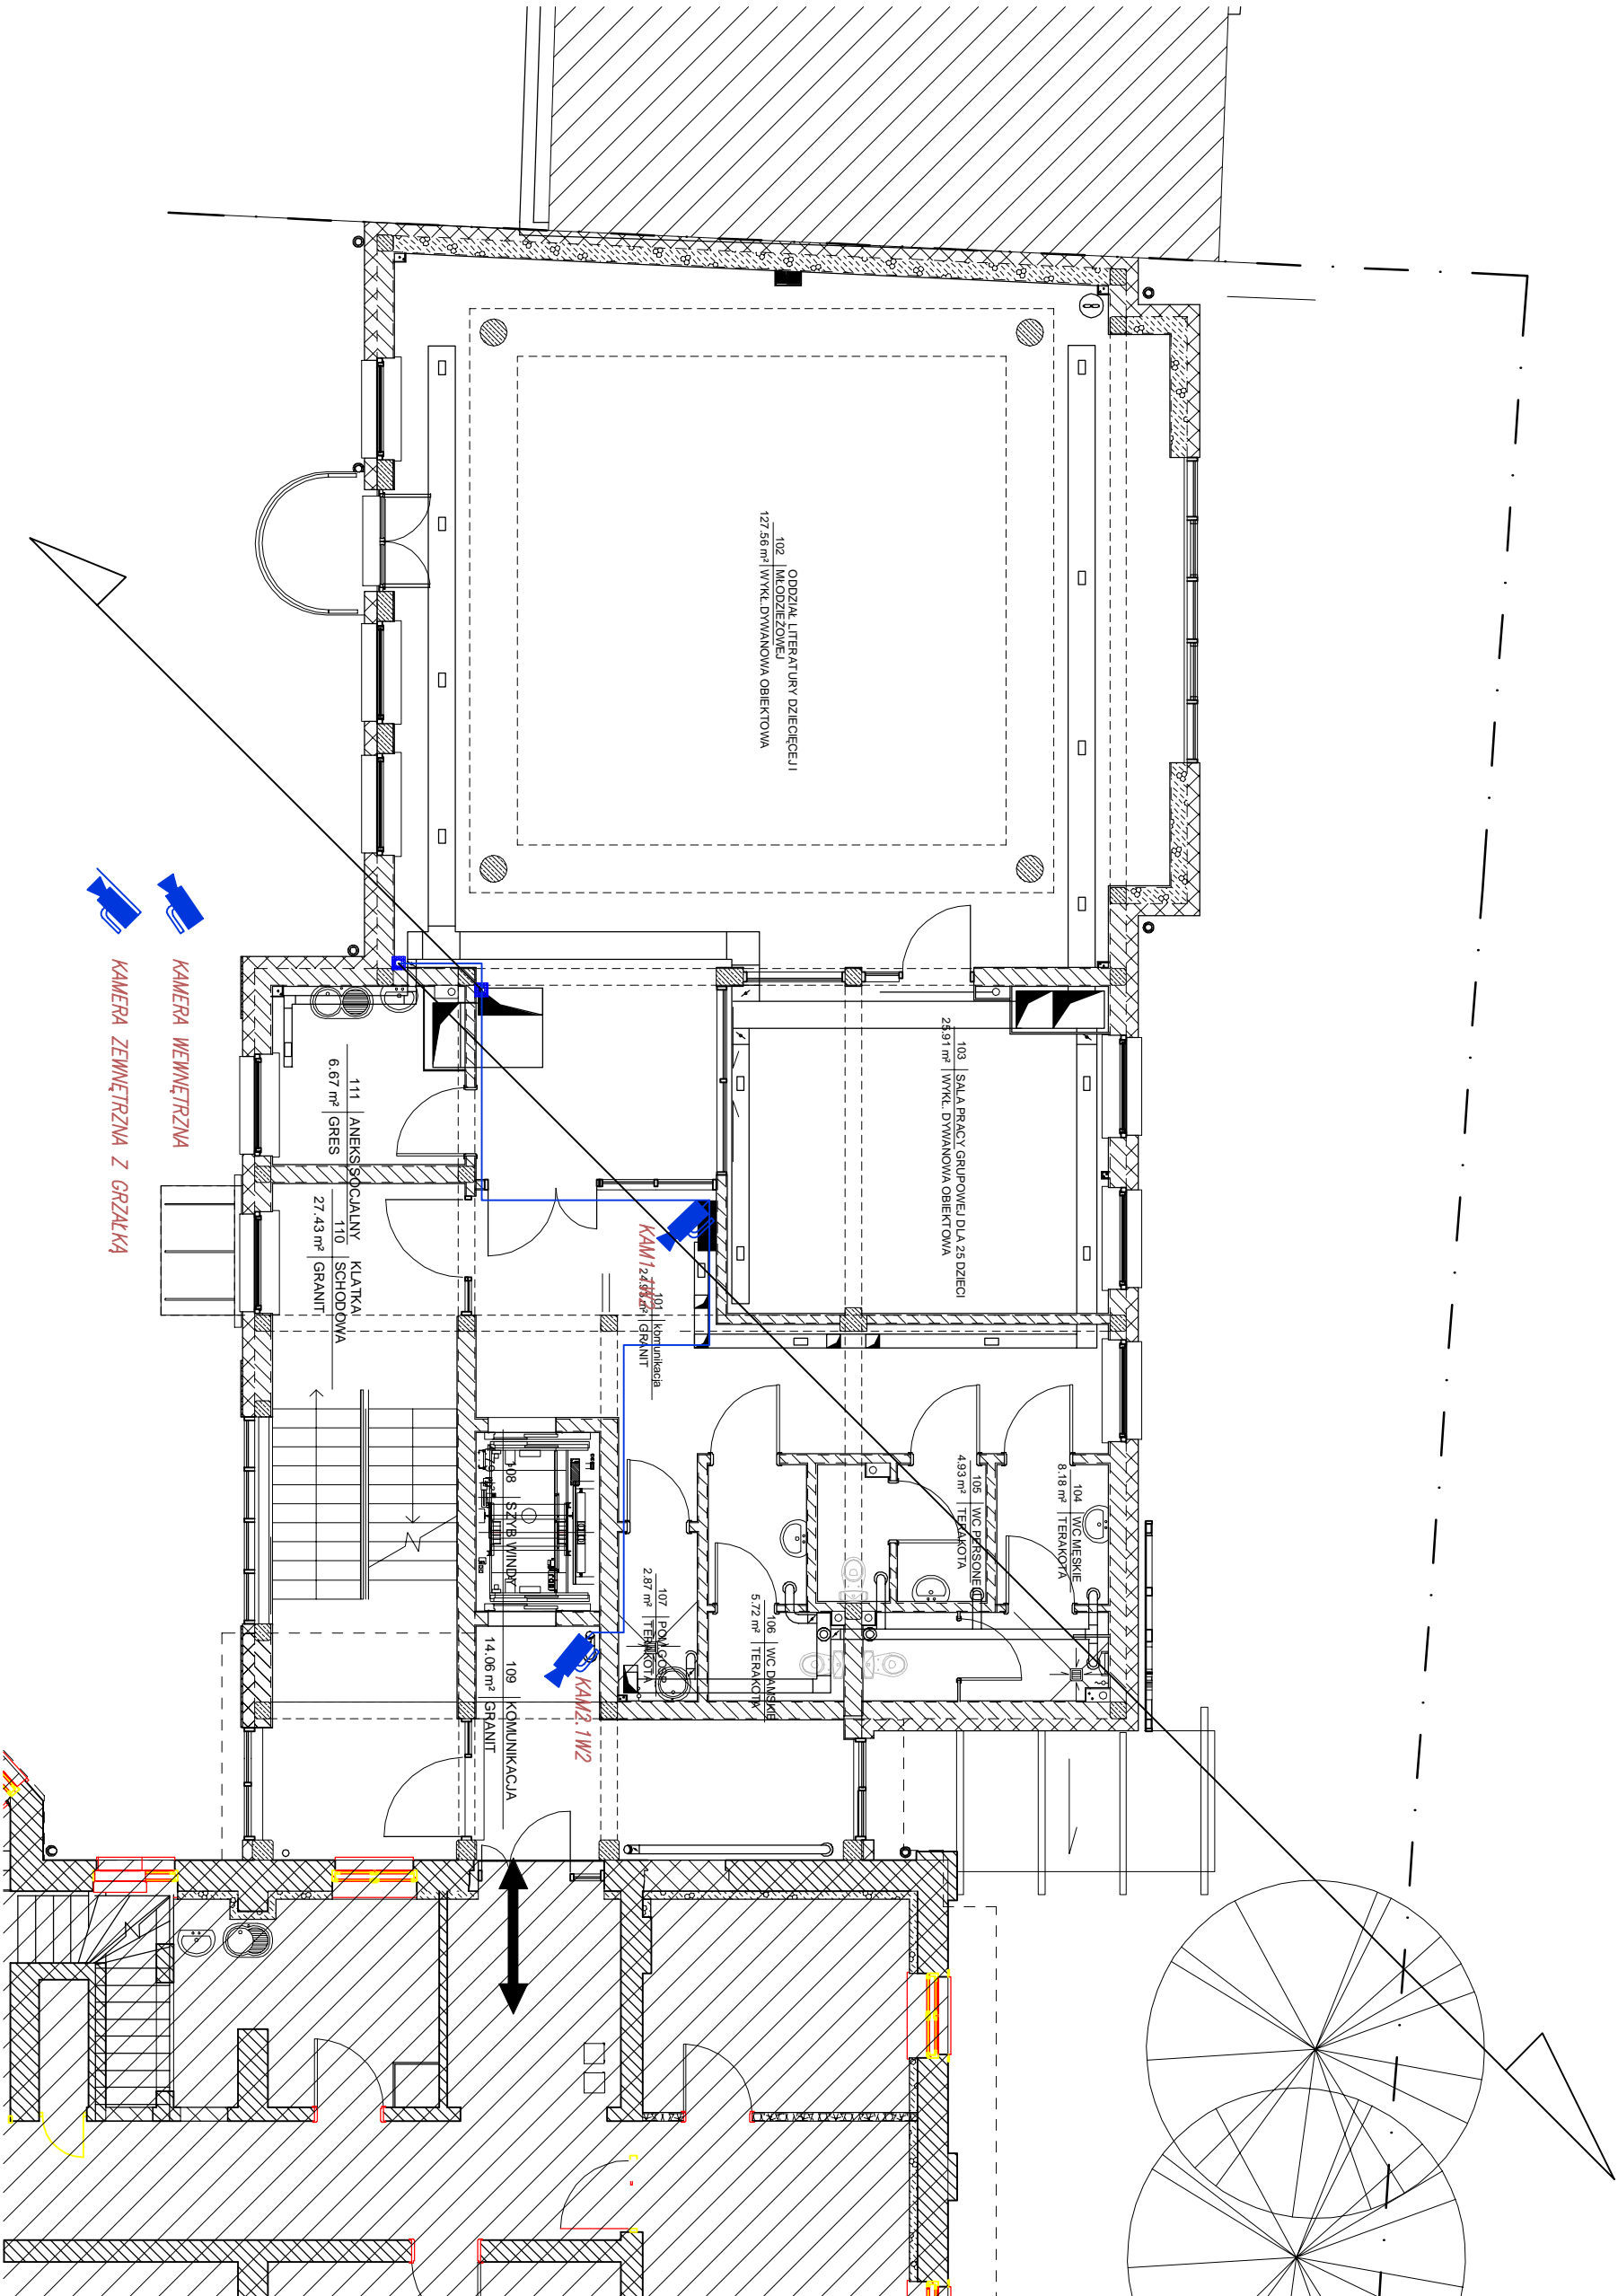 102 ODDZIAŁ LITERATURY DZIECIĘCEJ I
MŁODZIEŻOWEJ
127.56 m² WYKŁ. DYWANOWA OBIEKTOWA
103 SALA PRACY GRUPOWEJ DLA 25 DZIECI
25.91 m² WYKŁ. DYWANOWA OBIEKTOWA
104 WC MĘSKIE
8.18 m² TERAKOTA
105
4.93 m² TERAKOTA
106 WC DAMSKIE
5.72 m² TERAKOTA
107
2.87 m² TERAKOTA
101 komunikacja
GRANIT
108 SZYB WINDY
109 KOMUNIKACJA
14.06 m² GRANIT
111 ANEKS SOCJALNY
6.67 m² GRES
110 KLATKA
SCHODOWA
27.43 m² GRANIT
KAM2.1W2
KAMERA WEWNĘTRZNA
KAMERA ZEWNĘTRZNA Z GRZAŁKĄ